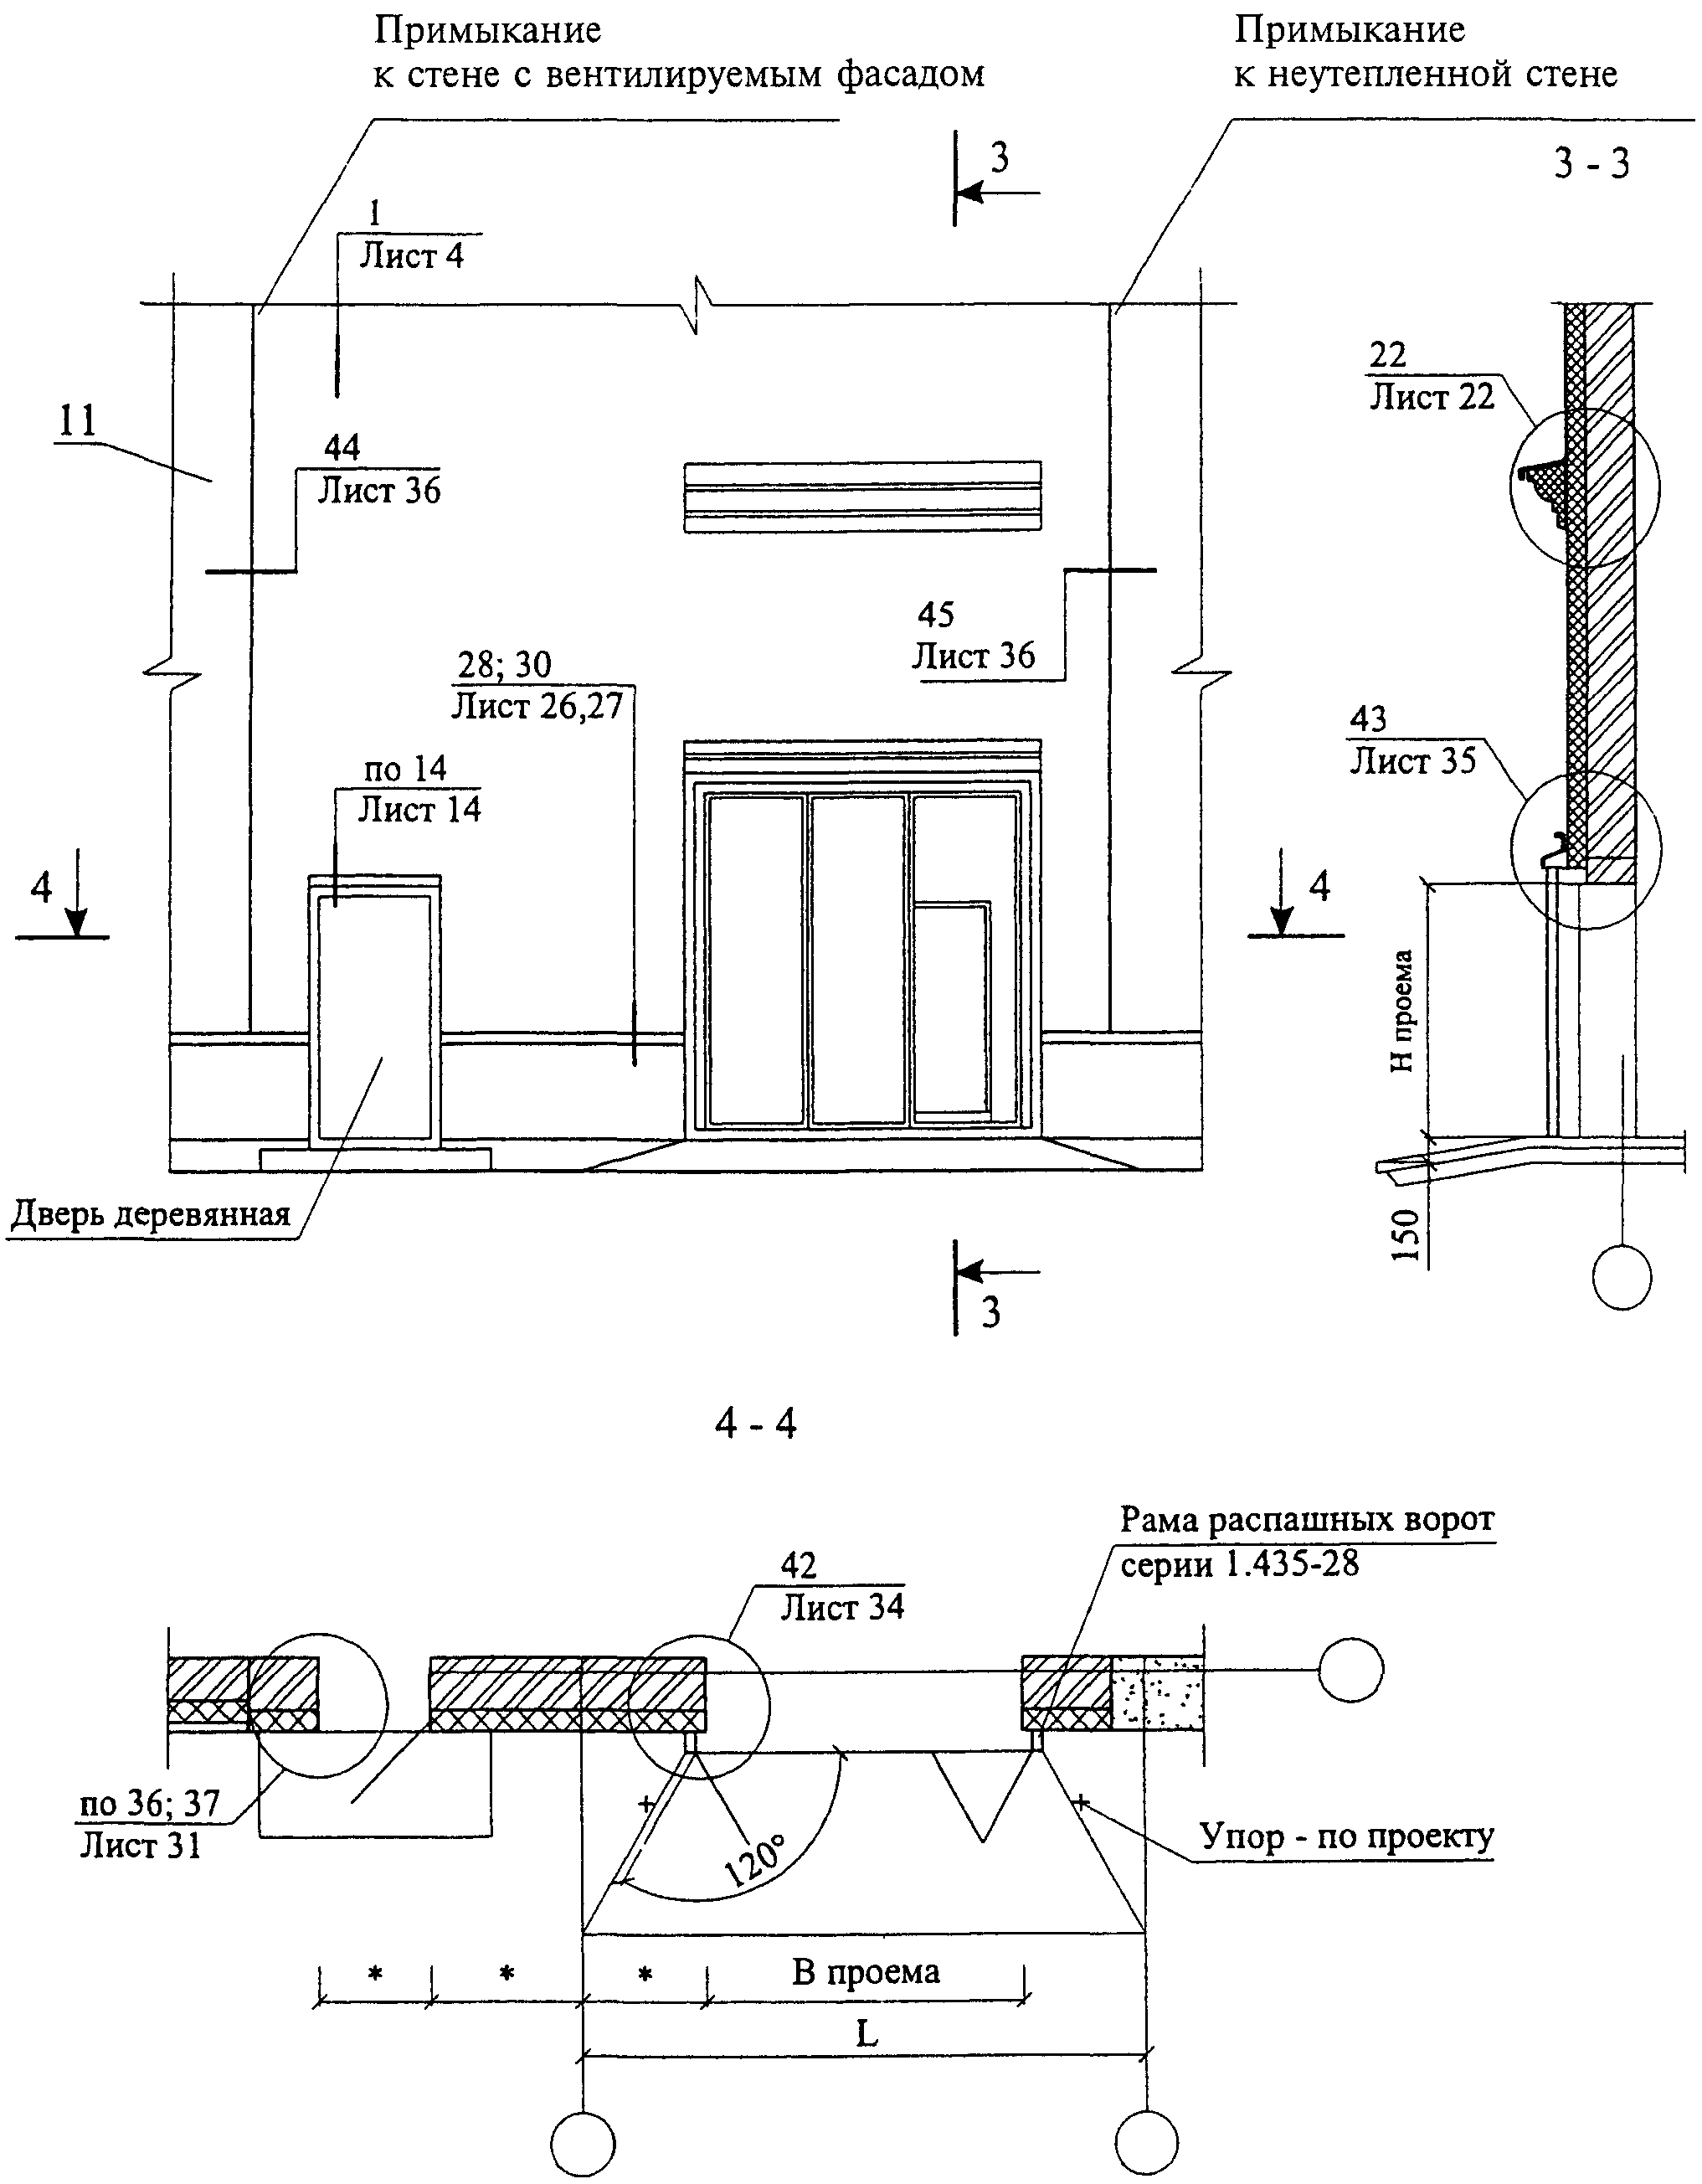 Примыкание
к стене с вентилируемым фасадом
Примыкание
к неутепленной стене
3
3 - 3
1
Лист 4
11
44
Лист 36
22
Лист 22
45
Лист 36
28; 30
Лист 26,27
43
Лист 35
по 14
Лист 14
4
4
Н проема
150
Дверь деревянная
3
4 - 4
Рама распашных ворот
серии 1.435-28
42
Лист 34
по 36; 37
Лист 31
120°
Упор - по проекту
*
*
*
В проема
L